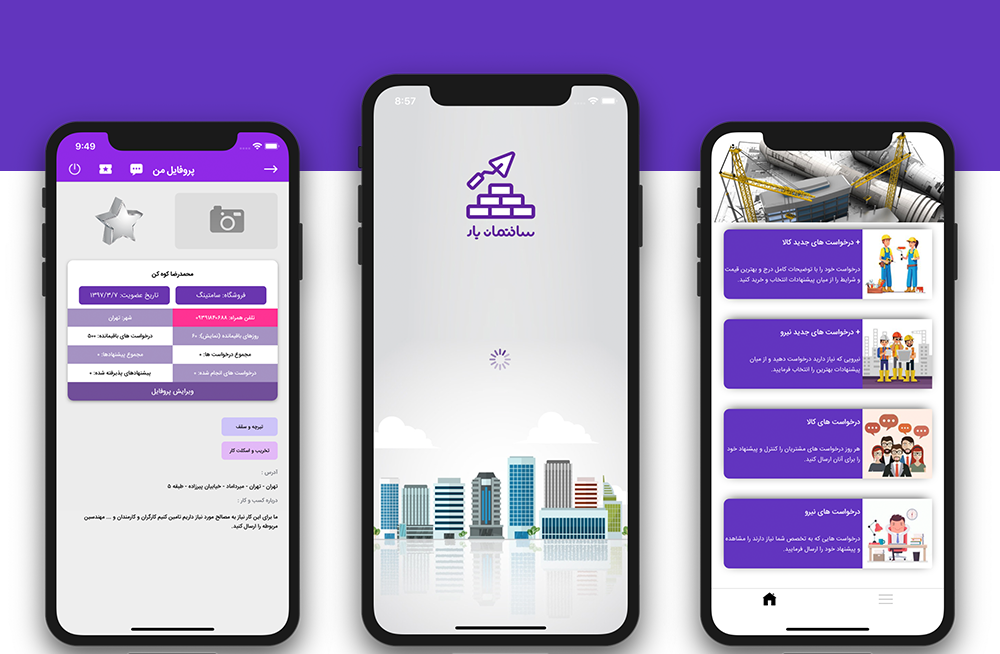 9:49
پروفایل من
محمدرضا کوه کن
فروشگاه: سامتینگ
تاریخ عضویت: ۱۳۹۷/۳/۷
تلفن همراه: ۰۹۳۹۱۸۶۰۶۸۸
شهر: تهران
روزهای باقیمانده (نمایش): ۶۰
درخواست های باقیمانده: ۵۰۰
مجموع درخواست ها: ۰
مجموع پیشنهادها: ۰
درخواست های انجام شده: ۰
پیشنهادهای پذیرفته شده: ۰
ویرایش پروفایل
تیرچه و سقف
تخریب و اسکلت کار
آدرس :
تهران - تهران - میرداماد - خیابان پیرزاده - طبقه ۵
درباره کسب و کار :
ما برای این کار نیاز به مصالح مورد نیاز داریم تامین کنیم کارگران و کارمندان و ... مهندسین
مربوطه را ارسال کنید.
8:57
ساختمان یار
+ درخواست های جدید کالا
درخواست خود را با توضیحات کامل درج و بهترین قیمت
و شرایط را از میان پیشنهادات انتخاب و خرید کنید.
+ درخواست های جدید نیرو
نیرویی که نیاز دارید درخواست دهید و از میان
پیشنهادات بهترین را انتخاب فرمایید.
درخواست های کالا
هر روز درخواست های مشتریان را کنترل و پیشنهاد خود
را برای آنان ارسال کنید.
درخواست های نیرو
درخواست هایی که به تخصص شما نیاز دارند را مشاهده
و پیشنهاد خود را ارسال فرمایید.